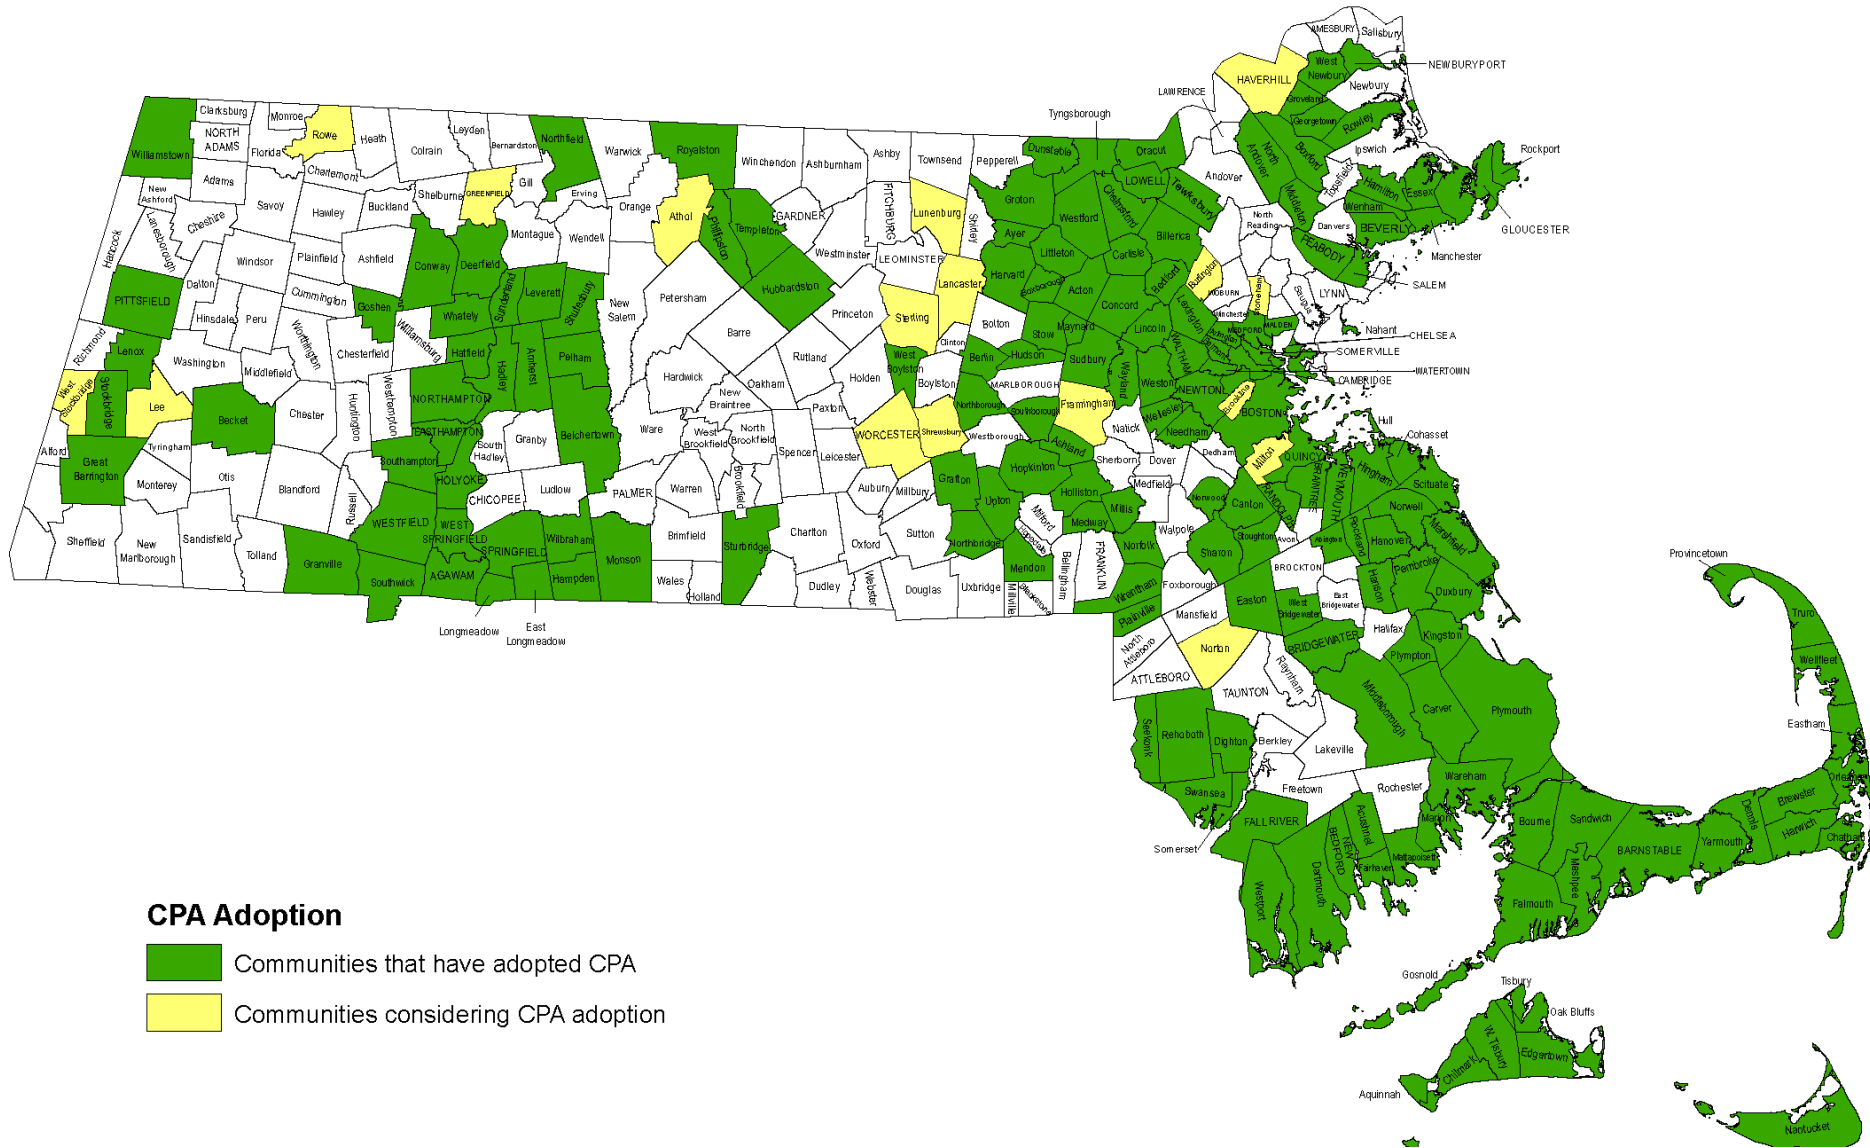 AMESBURY
Salisbury
West
Newbury
NEWBURYPORT
HAVERHILL
Newbury
LAWRENCE
Groveland
Georgetown
Rowley
Tyngsborough
Clarksburg
Monroe
Rowe
Heath
Leyden
Colrain
Bernardston
Northfield
Warwick
Royalston
Winchendon
Ashburnham
Ashby
Townsend
Pepperell
Dunstable
Dracut
North
Andover
Boxford
Ipswich
Rockport
Williamstown
NORTH
ADAMS
Florida
Charlemont
Adams
New
Ashford
Savoy
Hawley
Buckland
Shelburne
GREENFIELD
Gill
Erving
Orange
Athol
Phillipston
Templeton
GARDNER
Westminster
FITCHBURG
Lunenburg
Shirley
Groton
Westford
Chelmsford
LOWELL
Tewksbury
Andover
Middleton
Topsfield
Hamilton
Essex
Wenham
GLOUCESTER
Hancock
Lanesborough
Cheshire
Windsor
Plainfield
Ashfield
Conway
Deerfield
Montague
Wendell
Ayer
Littleton
Carlisle
Billerica
North
Reading
Danvers
BEVERLY
Manchester
PEABODY
LEOMINSTER
Lancaster
Harvard
Boxborough
Acton
Concord
Bedford
Burlington
SALEM
PITTSFIELD
Dalton
Hinsdale
Peru
Cummington
Goshen
Whately
Sunderland
Leverett
Shutesbury
New
Salem
Petersham
Hubbardston
Princeton
Sterling
Bolton
Stow
Maynard
Lincoln
Lexington
WOBURN
Winchester
Stoneham
Saugus
LYNN
Nahant
CHELSEA
Arlington
MEDFORD
MALDEN
Belmont
SOMERVILLE
WATERTOWN
CAMBRIDGE
Richmond
Lenox
Washington
Middlefield
Worthington
Chesterfield
Williamsburg
Hatfield
Hadley
Amherst
Pelham
Barre
Rutland
Holden
Clinton
West
Boylston
Boylston
Berlin
Hudson
Sudbury
Wayland
WALTHAM
Weston
NEWTON
Brookline
BOSTON
West
Stockbridge
Stockbridge
Lee
Becket
Chester
Huntington
Westhampton
NORTHAMPTON
EASTHAMPTON
Hardwick
Oakham
New
Braintree
Paxton
MARLBOROUGH
Northborough
Southborough
Framingham
Natick
Wellesley
Needham
Hull
Cohasset
Alford
Great
Barrington
Tyringham
Monterey
Otis
Blandford
Russell
Southampton
HOLYOKE
South
Hadley
Granby
Belchertown
Ware
West
Brookfield
North
Brookfield
Brookfield
Spencer
Leicester
WORCESTER
Shrewsbury
Westborough
Ashland
Hopkinton
Sherborn
Dover
Dedham
Milton
QUINCY
BRAINTREE
WEYMOUTH
Hingham
Scituate
CHICOPEE
Ludlow
PALMER
Warren
Auburn
Millbury
Grafton
Upton
Holliston
Medfield
Millis
Norwood
Canton
RANDOLPH
Norwell
Sheffield
New
Marlborough
Sandisfield
Tolland
Granville
WESTFIELD
WEST
SPRINGFIELD
SPRINGFIELD
Wilbraham
Monson
Brimfield
Sturbridge
Charlton
Oxford
Sutton
Northbridge
Milford
Hopedale
Medway
Norfolk
Walpole
Sharon
Stoughton
Avon
Abington
Rockland
Hanover
Marshfield
Southwick
AGAWAM
Hampden
Wales
Holland
Dudley
Webster
Douglas
Uxbridge
Mendon
Millville
Blackstone
Bellingham
FRANKLIN
Wrentham
Plainville
Foxborough
Mansfield
Easton
BROCKTON
West
Bridgewater
East
Bridgewater
Hanson
Pembroke
Duxbury
Longmeadow
East
Longmeadow
North
Attleboro
ATTLEBORO
Norton
TAUNTON
Raynham
BRIDGEWATER
Halifax
Kingston
Plympton
Provincetown
Truro
Wellfleet
Eastham
Middleborough
Carver
Plymouth
Seekonk
Rehoboth
Dighton
Berkley
Lakeville
Swansea
Freetown
Rochester
Wareham
Somerset
FALL RIVER
Acushnet
NEW
BEDFORD
Marion
Mattapoisett
Fairhaven
Dartmouth
Westport
Bourne
Sandwich
Mashpee
BARNSTABLE
Yarmouth
Dennis
Brewster
Harwich
Chatham
Falmouth
Gosnold
Tisbury
Oak Bluffs
W. Tisbury
Edgartown
Chilmark
Aquinnah
Nantucket
CPA Adoption
Communities that have adopted CPA
Communities considering CPA adoption